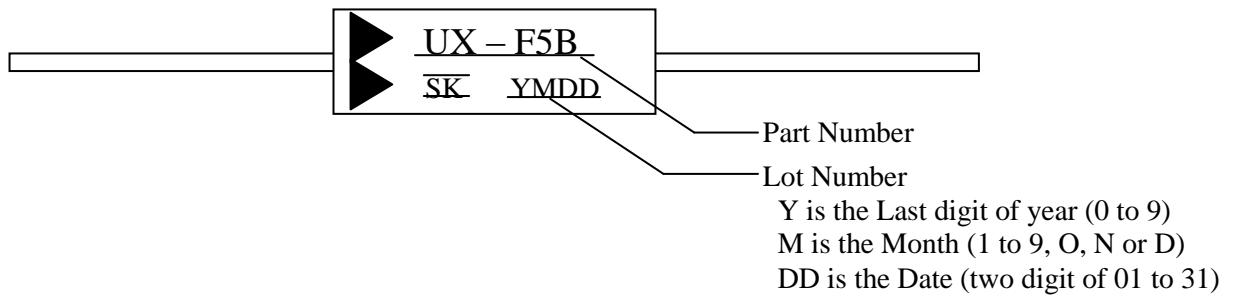 UX – F5B
SK YMDD
Part Number
Lot Number
Y is the Last digit of year (0 to 9)
M is the Month (1 to 9, O, N or D)
DD is the Date (two digit of 01 to 31)